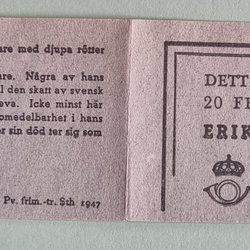 are med djupa rötter
are. Några av hans
l den skatt av svensk
eva. Icke minst här
omedelbarhet i hans
r sin död ter sig som
Pv. frim.-tr. Sth 1947
DETT
20 FR
ERIK